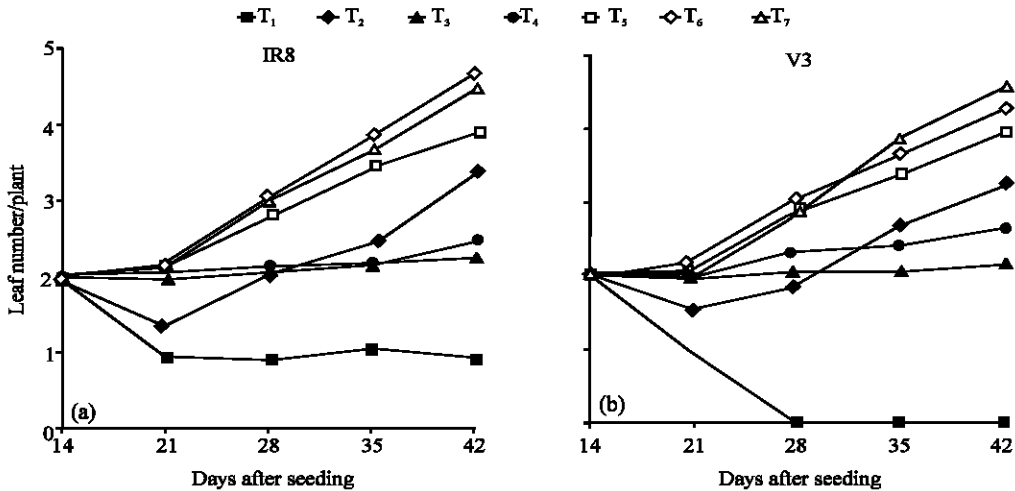 T1 T2 T3 T4 T5 T6 T7
IR8
V3
Leaf number/plant
5
4
3
2
1
0
(a)
(b)
14 21 28 35 42
14 21 28 35 42
Days after seeding
Days after seeding